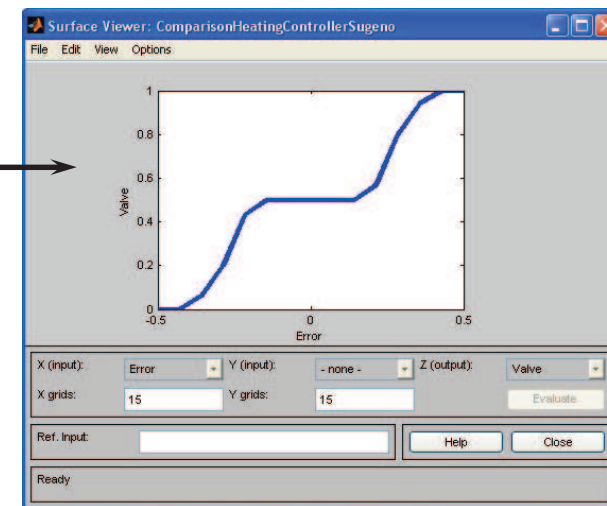 Surface Viewer: ComparisonHeatingControllerSugeno
File Edit View Options
1
0.8
0.6
0.4
0.2
0
Valve
-0.5 0 0.5
Error
X (input): Error Y (input): - none - Z (output): Valve
X grids: 15 Y grids: 15 Evaluate
Ref. Input: Help Close
Ready